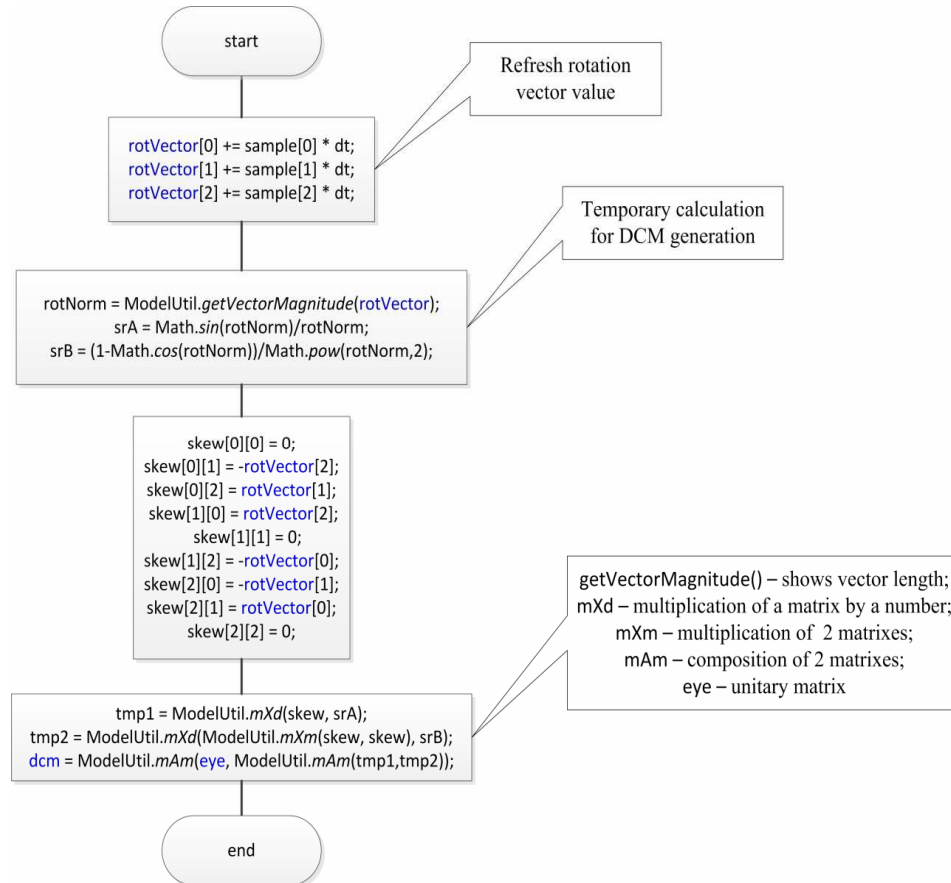 start
Refresh rotation
vector value
rotVector[0] += sample[0] * dt;
rotVector[1] += sample[1] * dt;
rotVector[2] += sample[2] * dt;
Temporary calculation
for DCM generation
rotNorm = ModelUtil.getVectorMagnitude(rotVector);
srA = Math.sin(rotNorm)/rotNorm;
srB = (1-Math.cos(rotNorm))/Math.pow(rotNorm,2);
skew[0][0] = 0;
skew[0][1] = -rotVector[2];
skew[0][2] = rotVector[1];
skew[1][0] = rotVector[2];
skew[1][1] = 0;
skew[1][2] = -rotVector[0];
skew[2][0] = -rotVector[1];
skew[2][1] = rotVector[0];
skew[2][2] = 0;
getVectorMagnitude() – shows vector length;
mXd – multiplication of a matrix by a number;
mXm – multiplication of 2 matrixes;
mAm – composition of 2 matrixes;
eye – unitary matrix
tmp1 = ModelUtil.mXd(skew, srA);
tmp2 = ModelUtil.mXd(ModelUtil.mXm(skew, skew), srB);
dcm = ModelUtil.mAm(eye, ModelUtil.mAm(tmp1,tmp2));
end